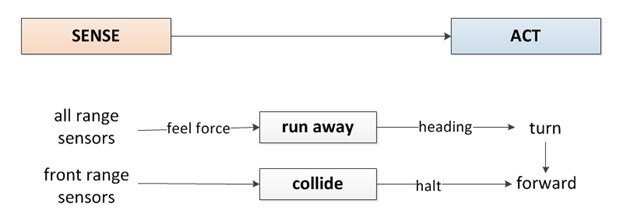 SENSE
ACT
all range
sensors
feel force
run away
heading
turn
front range
sensors
collide
halt
forward